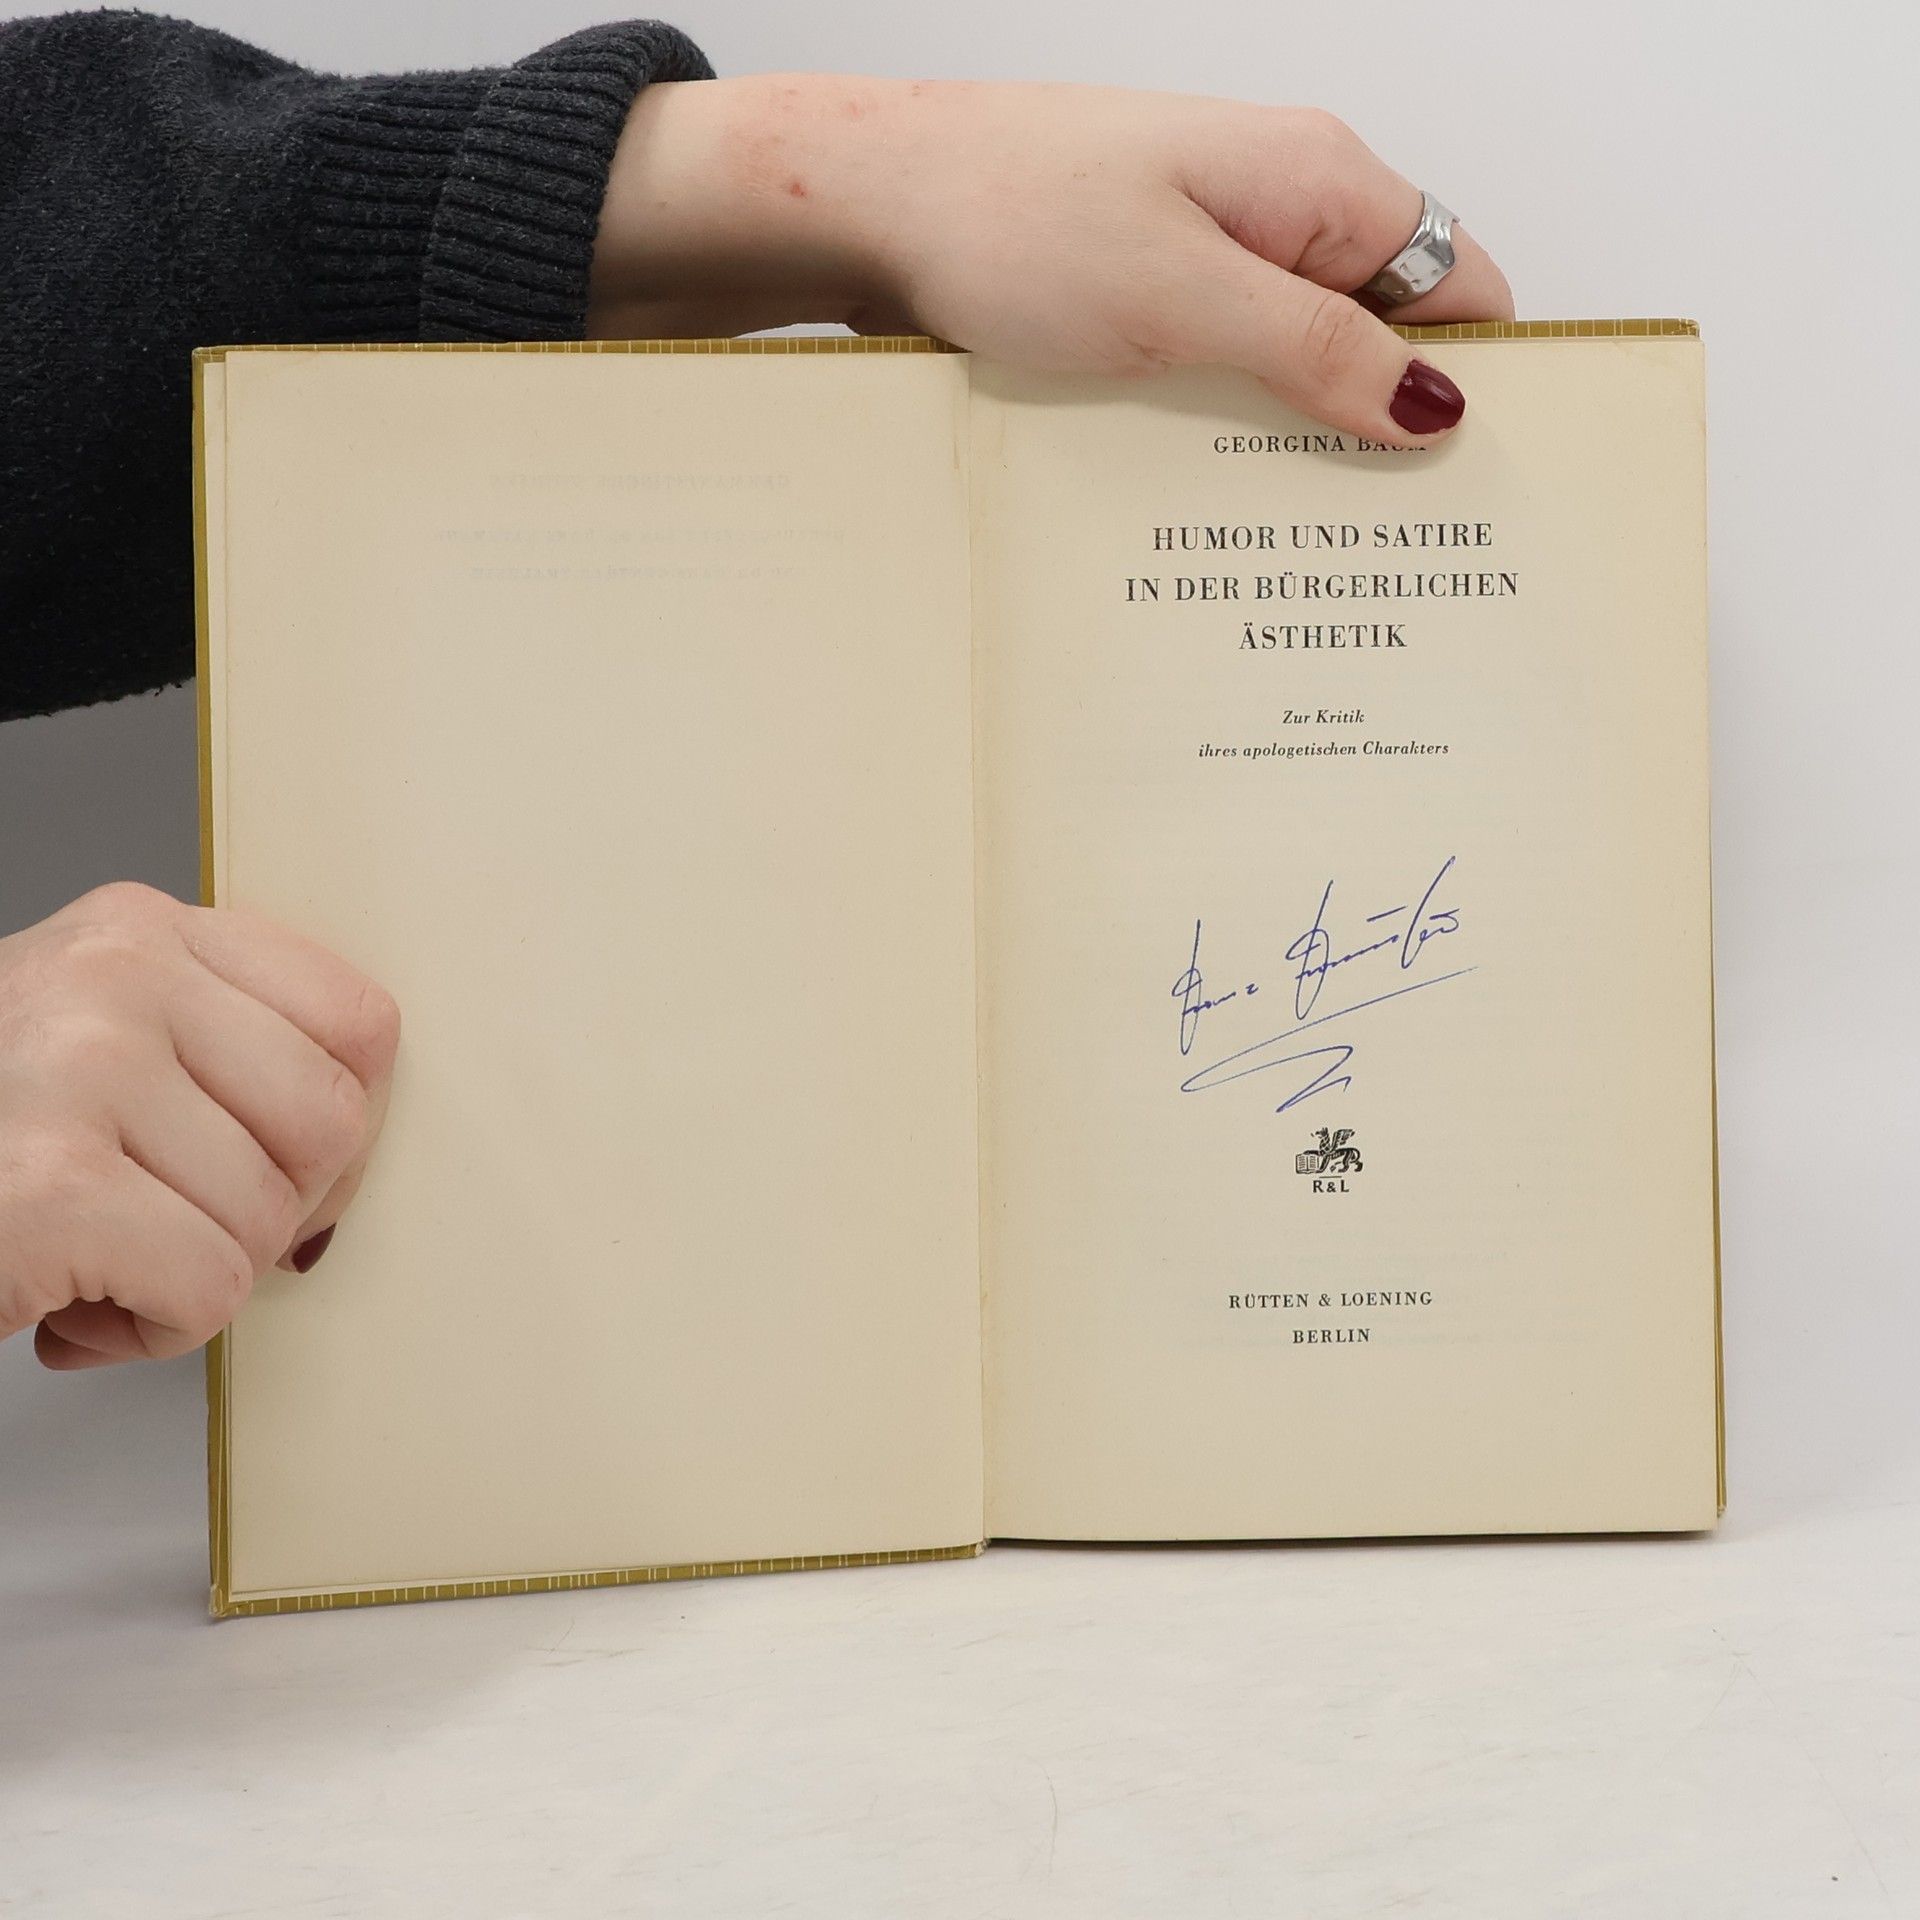 GEORGINA BAUM
HUMOR UND SATIRE
IN DER BÜRGERLICHEN
ÄSTHETIK
Zur Kritik
ihres apologetischen Charakters
R&L
RÜTTEN & LOENING
BERLIN